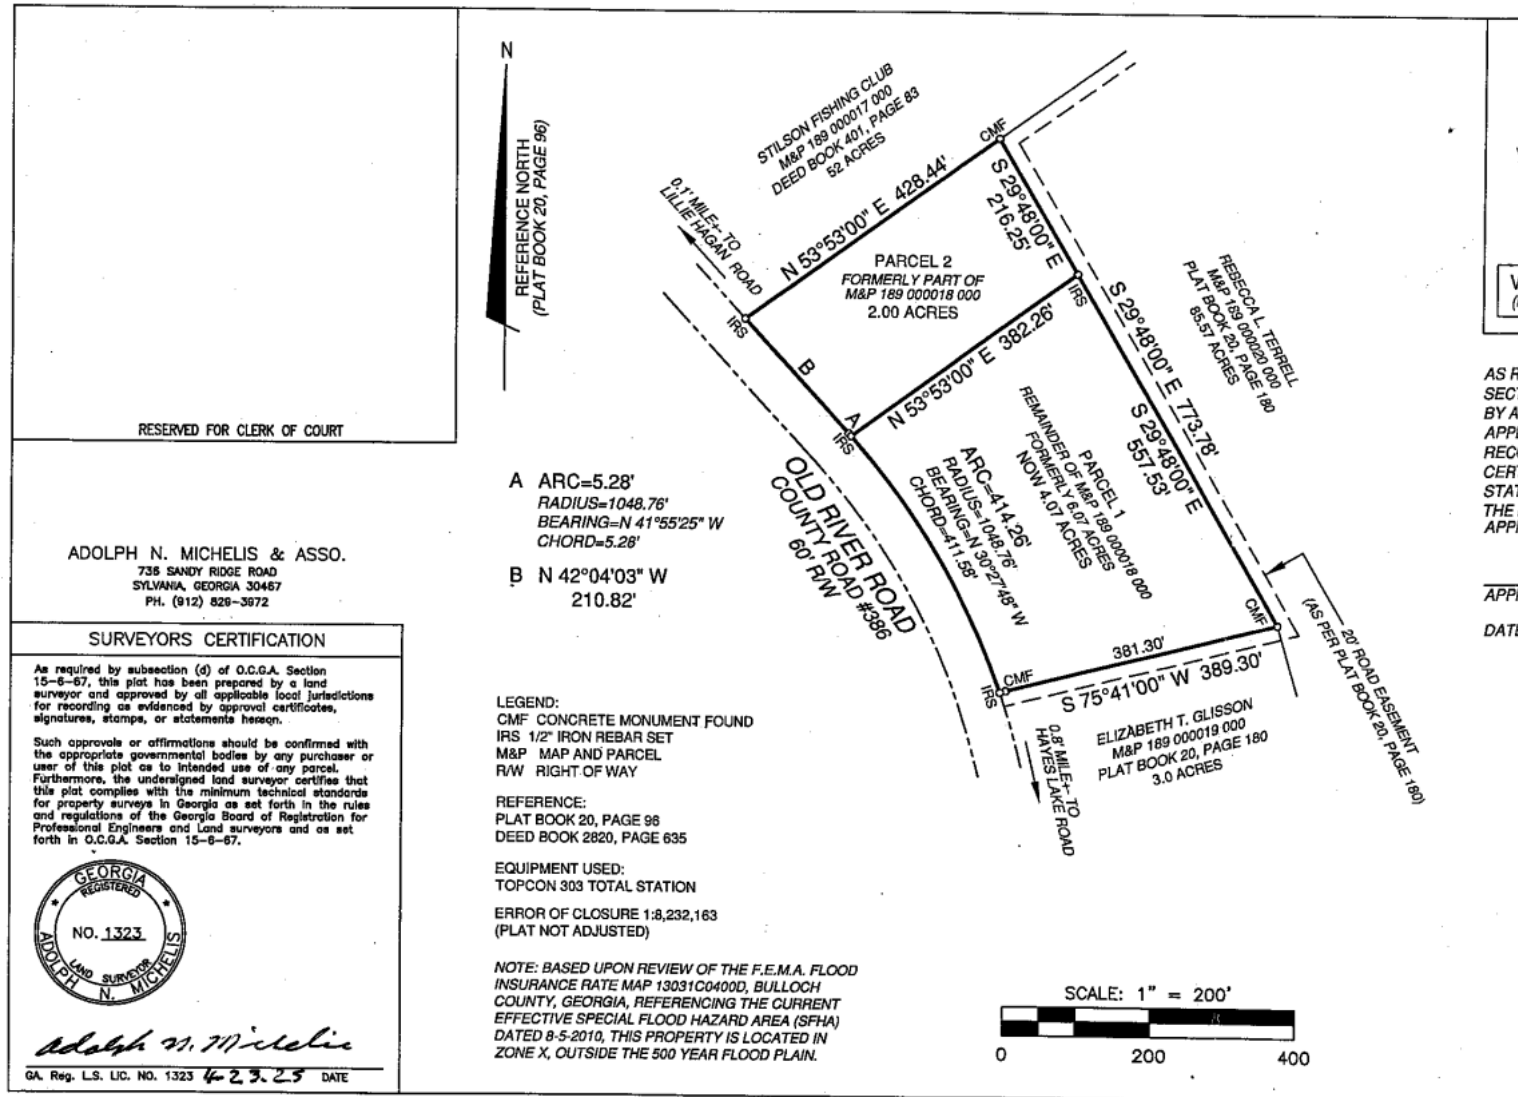 RESERVED FOR CLERK OF COURT
ADOLPH N. MICHELIS & ASSO.
736 SANDY RIDGE ROAD
SYLVANIA, GEORGIA 30467
PH. (912) 829-3972
SURVEYORS CERTIFICATION
As required by subsection (d) of O.C.G.A. Section
15-6-67, this plat has been prepared by a land
surveyor and approved by all applicable local jurisdictions
for recording as evidenced by approval certificates,
signatures, stamps, or statements hereon.
Such approvals or affirmations should be confirmed with
the appropriate governmental bodies by any purchaser or
user of this plat as to intended use of any parcel.
Furthermore, the undersigned land surveyor certifies that
this plat complies with the minimum technical standards
for property surveys in Georgia as set forth in the rules
and regulations of the Georgia Board of Registration for
Professional Engineers and Land surveyors and as set
forth in O.C.G.A. Section 15-6-67.
GEORGIA
REGISTERED
NO. 1323
LAND SURVEYOR
ADOLPH N. MICHELIS
Adolph N. Michelis
GA. Reg. L.S. LIC. NO. 1323 4-23-25 DATE
N
REFERENCE NORTH
(PLAT BOOK 20, PAGE 96)
STILSON FISHING CLUB
M&P 189 000017 000
DEED BOOK 401, PAGE 83
52 ACRES
CMF
N 53°53'00" E 428.44'
S 29°48'00" E
216.25'
0.1' MILE+- TO
LILLIE HAGAN ROAD
PARCEL 2
FORMERLY PART OF
M&P 189 000018 000
2.00 ACRES
IRS
IRS
B
N 53°53'00" E 382.26'
A
IRS
S 29°48'00" E 773.78'
REBECCA L. TERRELL
M&P 189 000020 000
PLAT BOOK 20, PAGE 180
85.57 ACRES
S 29°48'00" E
557.53'
PARCEL 1
REMAINDER OF M&P 189 000018 000
FORMERLY 6.07 ACRES
NOW 4.07 ACRES
ARC=414.26'
RADIUS=1048.76'
BEARING=N 30°27'48" W
CHORD=411.58'
OLD RIVER ROAD
COUNTY ROAD #386
60' R/W
A ARC=5.28'
RADIUS=1048.76'
BEARING=N 41°55'25" W
CHORD=5.28'
B N 42°04'03" W
210.82'
CMF
381.30'
CMF
IRS
S 75°41'00" W 389.30'
20' ROAD EASEMENT
(AS PER PLAT BOOK 20, PAGE 180)
ELIZABETH T. GLISSON
M&P 189 000019 000
PLAT BOOK 20, PAGE 180
3.0 ACRES
0.8' MILE+- TO
HAYES LAKE ROAD
LEGEND:
CMF CONCRETE MONUMENT FOUND
IRS 1/2" IRON REBAR SET
M&P MAP AND PARCEL
R/W RIGHT OF WAY
REFERENCE:
PLAT BOOK 20, PAGE 96
DEED BOOK 2820, PAGE 635
EQUIPMENT USED:
TOPCON 303 TOTAL STATION
ERROR OF CLOSURE 1:8,232,163
(PLAT NOT ADJUSTED)
NOTE: BASED UPON REVIEW OF THE F.E.M.A. FLOOD
INSURANCE RATE MAP 13031C0400D, BULLOCH
COUNTY, GEORGIA, REFERENCING THE CURRENT
EFFECTIVE SPECIAL FLOOD HAZARD AREA (SFHA)
DATED 8-5-2010, THIS PROPERTY IS LOCATED IN
ZONE X, OUTSIDE THE 500 YEAR FLOOD PLAIN.
SCALE: 1" = 200'
0 200 400
AS R
SECT
BY A
APP
RECO
CERT
STAT
THE
APP
APP
DATE